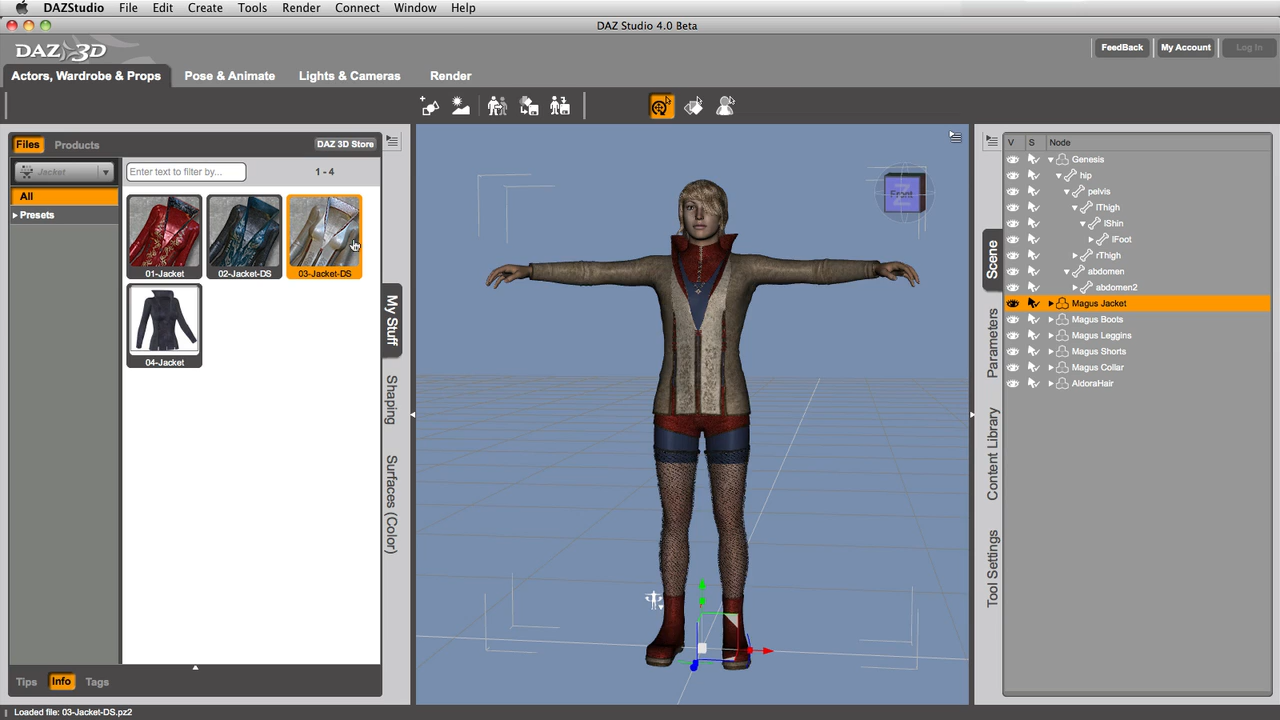 DAZStudio File Edit Create Tools Render Connect Window Help
DAZ Studio 4.0 Beta
DAZ 3D
FeedBack My Account Log In
Actors, Wardrobe & Props Pose & Animate Lights & Cameras Render
Files Products DAZ 3D Store
Jacket
Enter text to filter by... 1 - 4
All
Presets
01-Jacket 02-Jacket-DS 03-Jacket-DS
04-Jacket
My Stuff
Shaping
Surfaces (Color)
Tips Info Tags
Front
Scene
Parameters
Content Library
Tool Settings
V S Node
Genesis
hip
pelvis
lThigh
lShin
lFoot
rThigh
abdomen
abdomen2
Magus Jacket
Magus Boots
Magus Leggins
Magus Shorts
Magus Collar
AldoraHair
Loaded file: 03-Jacket-DS.pz2